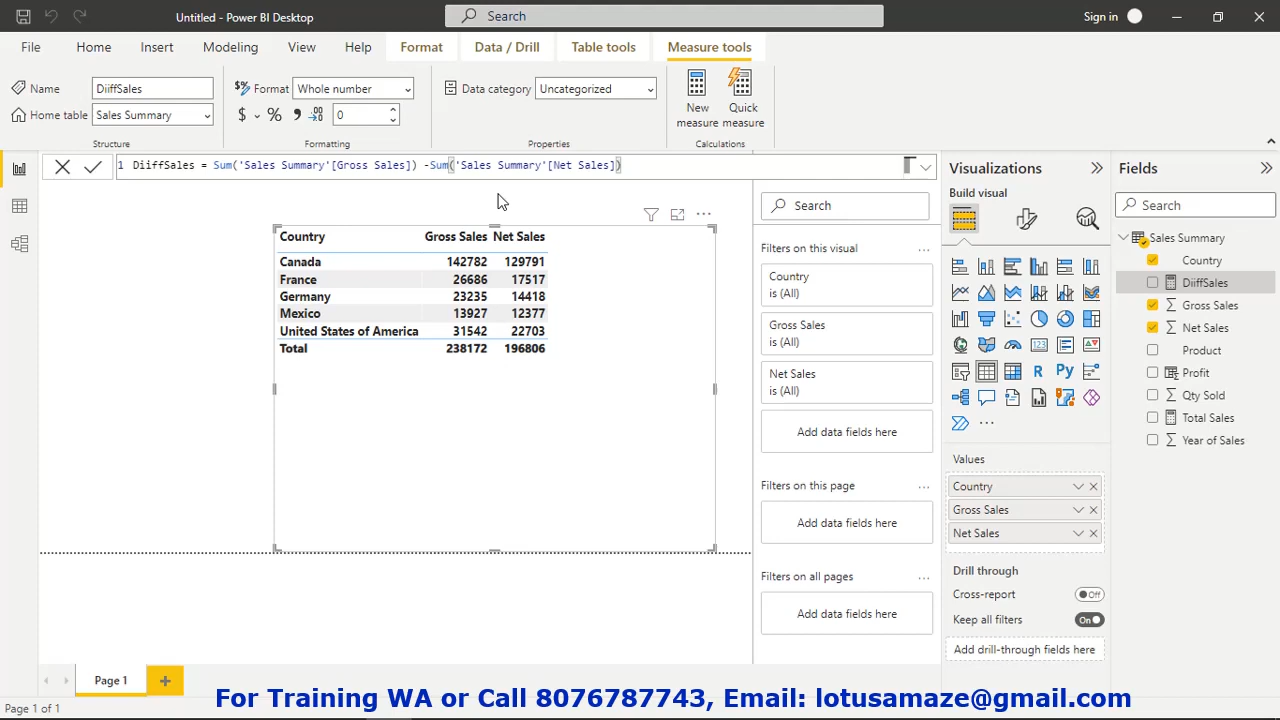 Untitled - Power BI Desktop
Search
Sign in
File
Home
Insert
Modeling
View
Help
Format
Data / Drill
Table tools
Measure tools
Name
DiiffSales
Home table
Sales Summary
Structure
Format
Whole number
$
%
0
Formatting
Data category
Uncategorized
Properties
New measure
Quick measure
Calculations
1 DiiffSales = Sum('Sales Summary'[Gross Sales]) -Sum('Sales Summary'[Net Sales])
Country Gross Sales Net Sales
Canada 142782 129791
France 26686 17517
Germany 23235 14418
Mexico 13927 12377
United States of America 31542 22703
Total 238172 196806
Search
Filters on this visual
Country
is (All)
Gross Sales
is (All)
Net Sales
is (All)
Add data fields here
Filters on this page
Add data fields here
Filters on all pages
Add data fields here
Visualizations
Build visual
123
R
Py
Values
Country
Gross Sales
Net Sales
Drill through
Cross-report
Off
Keep all filters
On
Add drill-through fields here
Fields
Search
Sales Summary
Country
DiiffSales
Gross Sales
Net Sales
Product
Profit
Qty Sold
Total Sales
Year of Sales
Page 1
Page 1 of 1
For Training WA or Call 8076787743, Email: lotusamaze@gmail.com